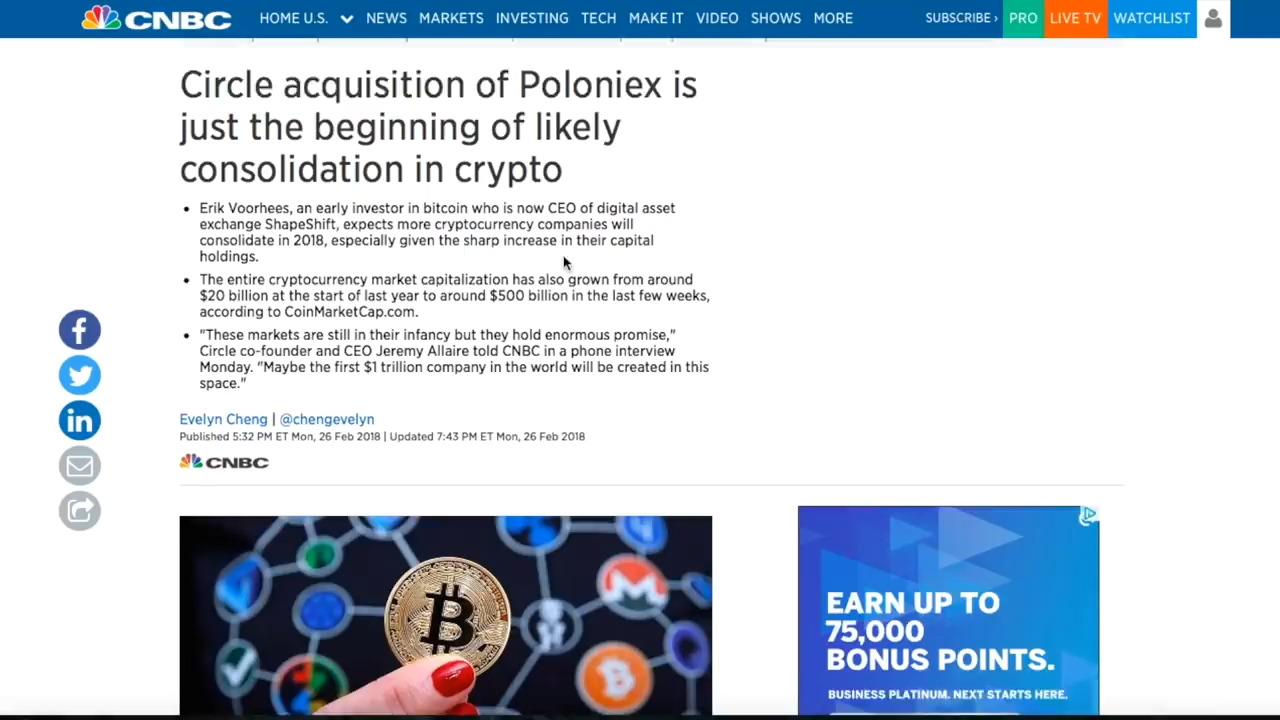 CNBC HOME U.S. NEWS MARKETS INVESTING TECH MAKE IT VIDEO SHOWS MORE SUBSCRIBE › PRO LIVE TV WATCHLIST
Circle acquisition of Poloniex is
just the beginning of likely
consolidation in crypto
• Erik Voorhees, an early investor in bitcoin who is now CEO of digital asset
exchange ShapeShift, expects more cryptocurrency companies will
consolidate in 2018, especially given the sharp increase in their capital
holdings.
• The entire cryptocurrency market capitalization has also grown from around
$20 billion at the start of last year to around $500 billion in the last few weeks,
according to CoinMarketCap.com.
• "These markets are still in their infancy but they hold enormous promise,"
Circle co-founder and CEO Jeremy Allaire told CNBC in a phone interview
Monday. "Maybe the first $1 trillion company in the world will be created in this
space."
Evelyn Cheng | @chengevelyn
Published 5:32 PM ET Mon, 26 Feb 2018 | Updated 7:43 PM ET Mon, 26 Feb 2018
CNBC
EARN UP TO
75,000
BONUS POINTS.
BUSINESS PLATINUM. NEXT STARTS HERE.